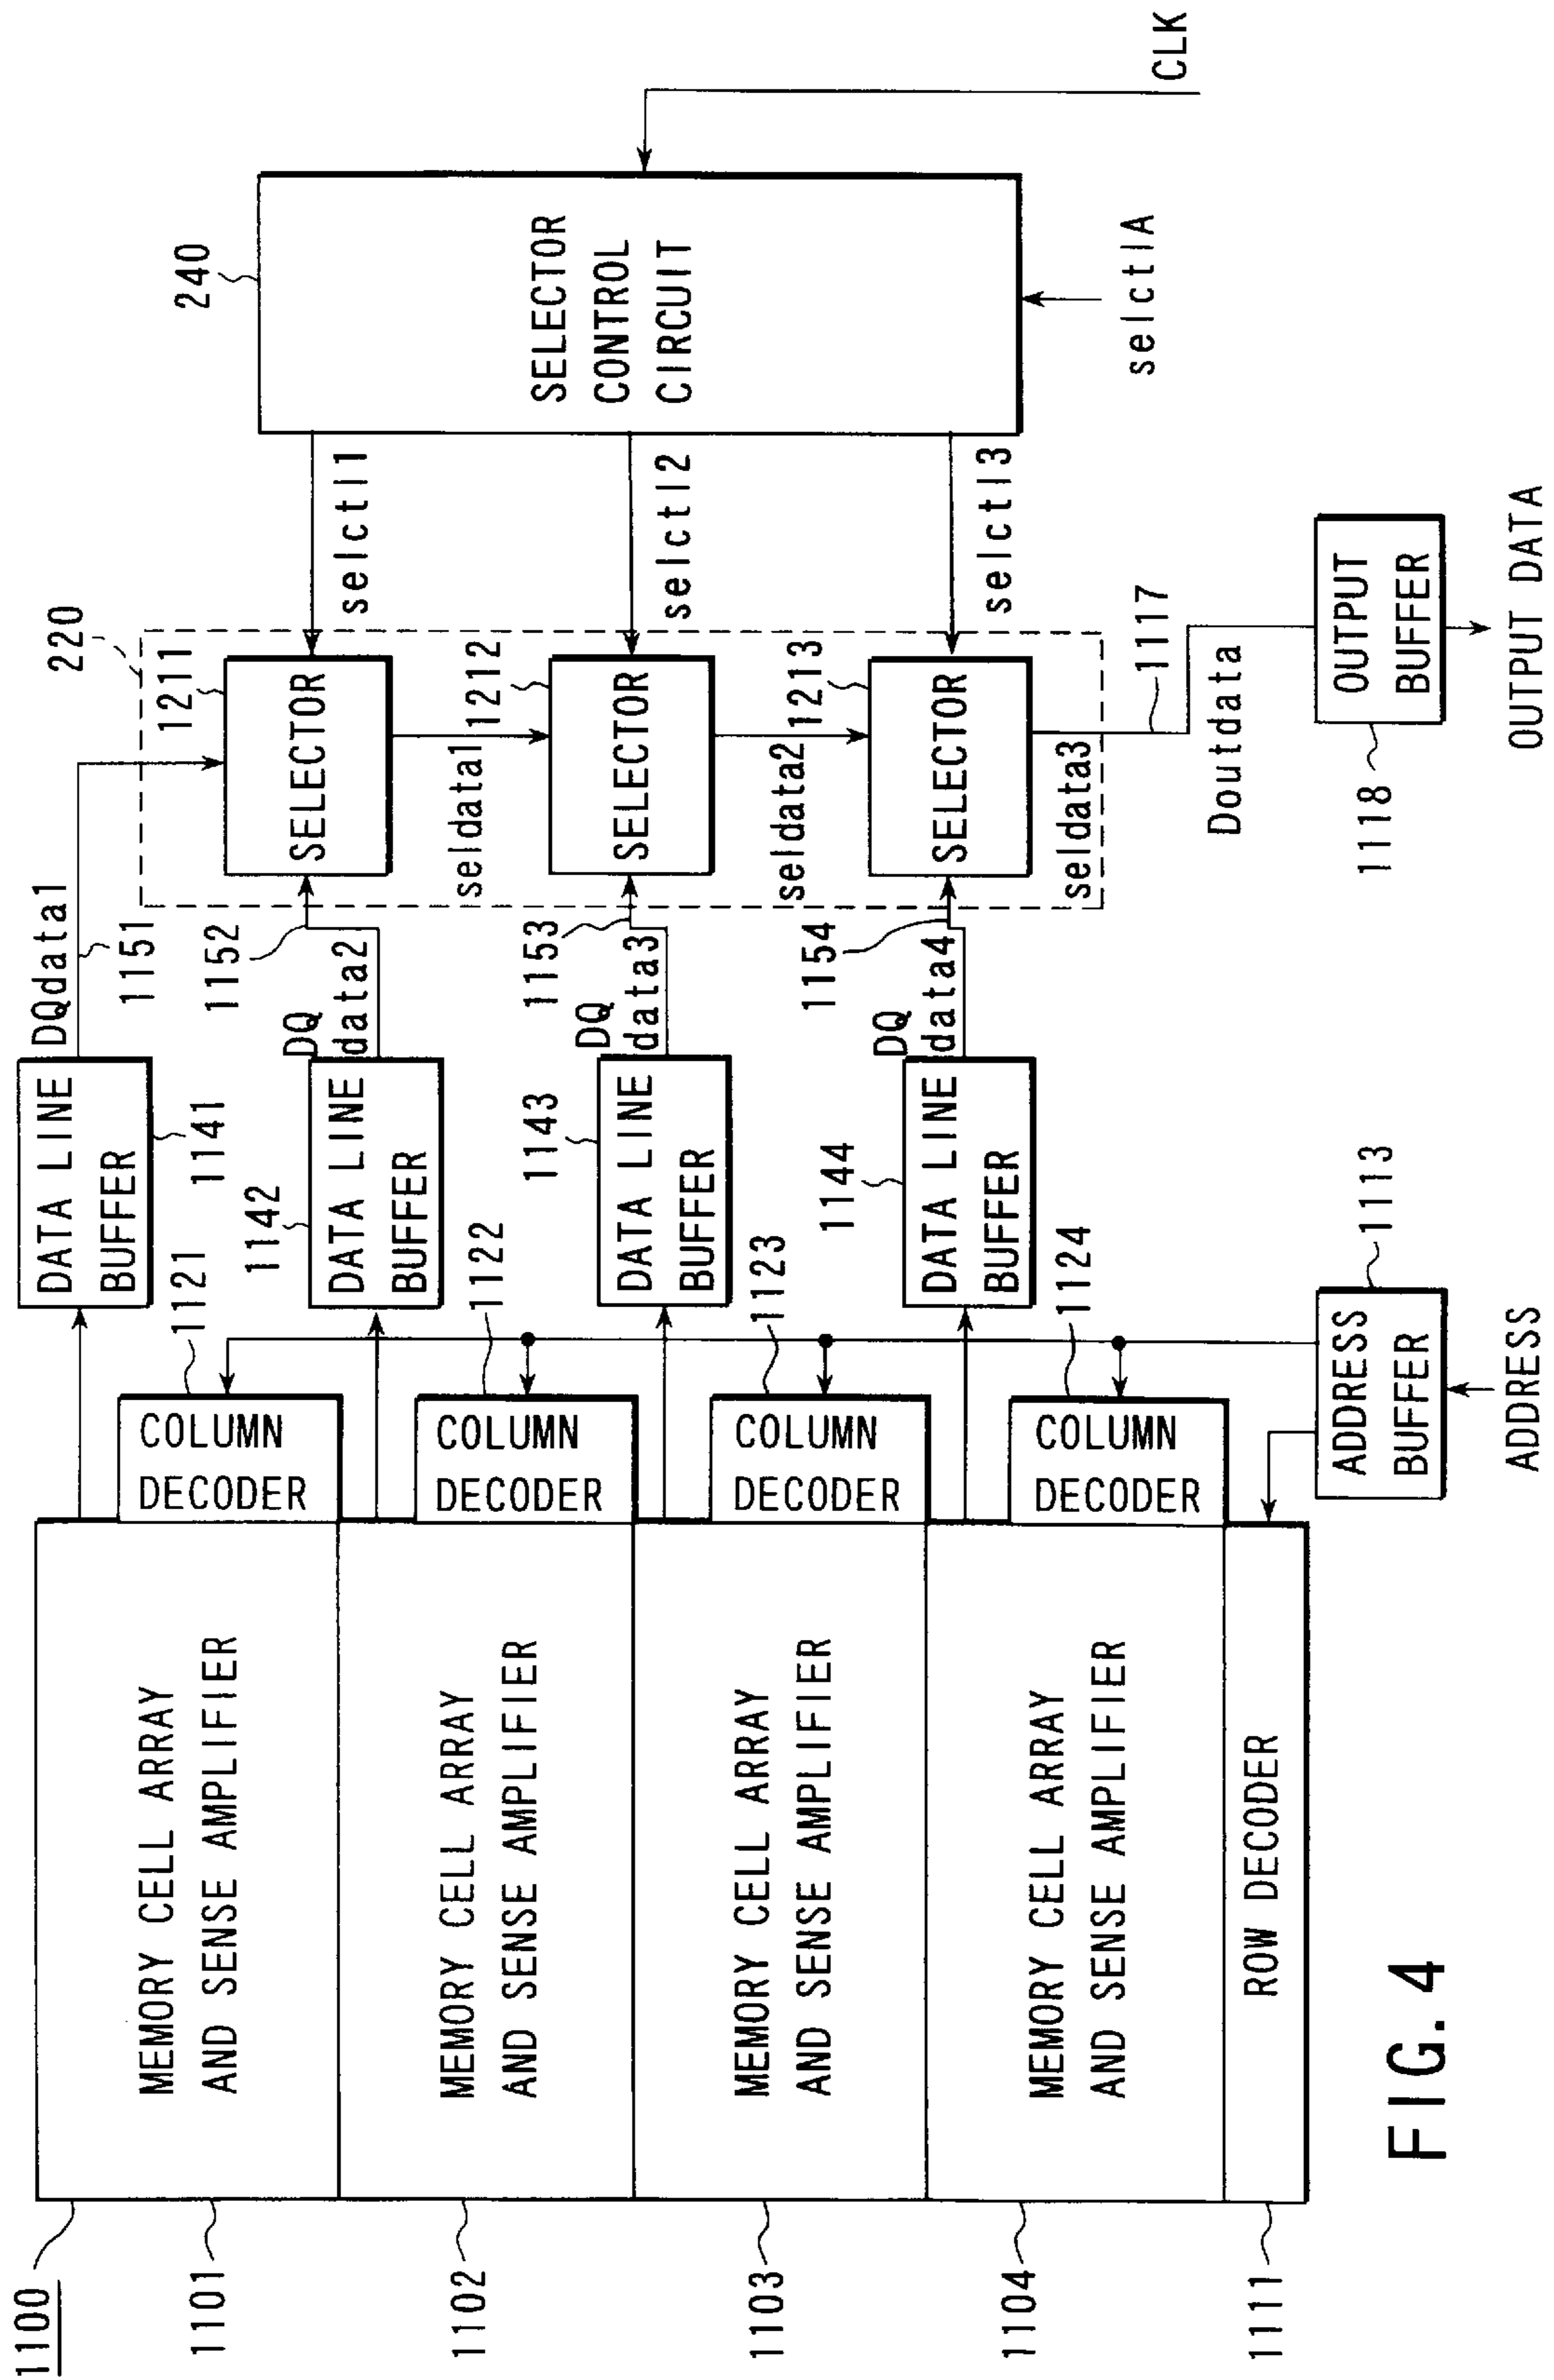 1100
1101
1102
1103
1104
1111
MEMORY CELL ARRAY
AND SENSE AMPLIFIER
MEMORY CELL ARRAY
AND SENSE AMPLIFIER
MEMORY CELL ARRAY
AND SENSE AMPLIFIER
MEMORY CELL ARRAY
AND SENSE AMPLIFIER
ROW DECODER
COLUMN
DECODER
1121
COLUMN
DECODER
1122
COLUMN
DECODER
1123
COLUMN
DECODER
1124
ADDRESS
BUFFER
1113
ADDRESS
DATA LINE
BUFFER
1141
DATA LINE
BUFFER
1142
DATA LINE
BUFFER
1143
DATA LINE
BUFFER
1144
DQdata1
1151
DQ
data2
1152
DQ
data3
1153
DQ
data4
1154
220
SELECTOR
1211
seldata1
SELECTOR
1212
seldata2
SELECTOR
1213
seldata3
selctl1
selctl2
selctl3
240
SELECTOR
CONTROL
CIRCUIT
CLK
selctlA
Doutdata
1117
OUTPUT
BUFFER
1118
OUTPUT DATA
FIG. 4